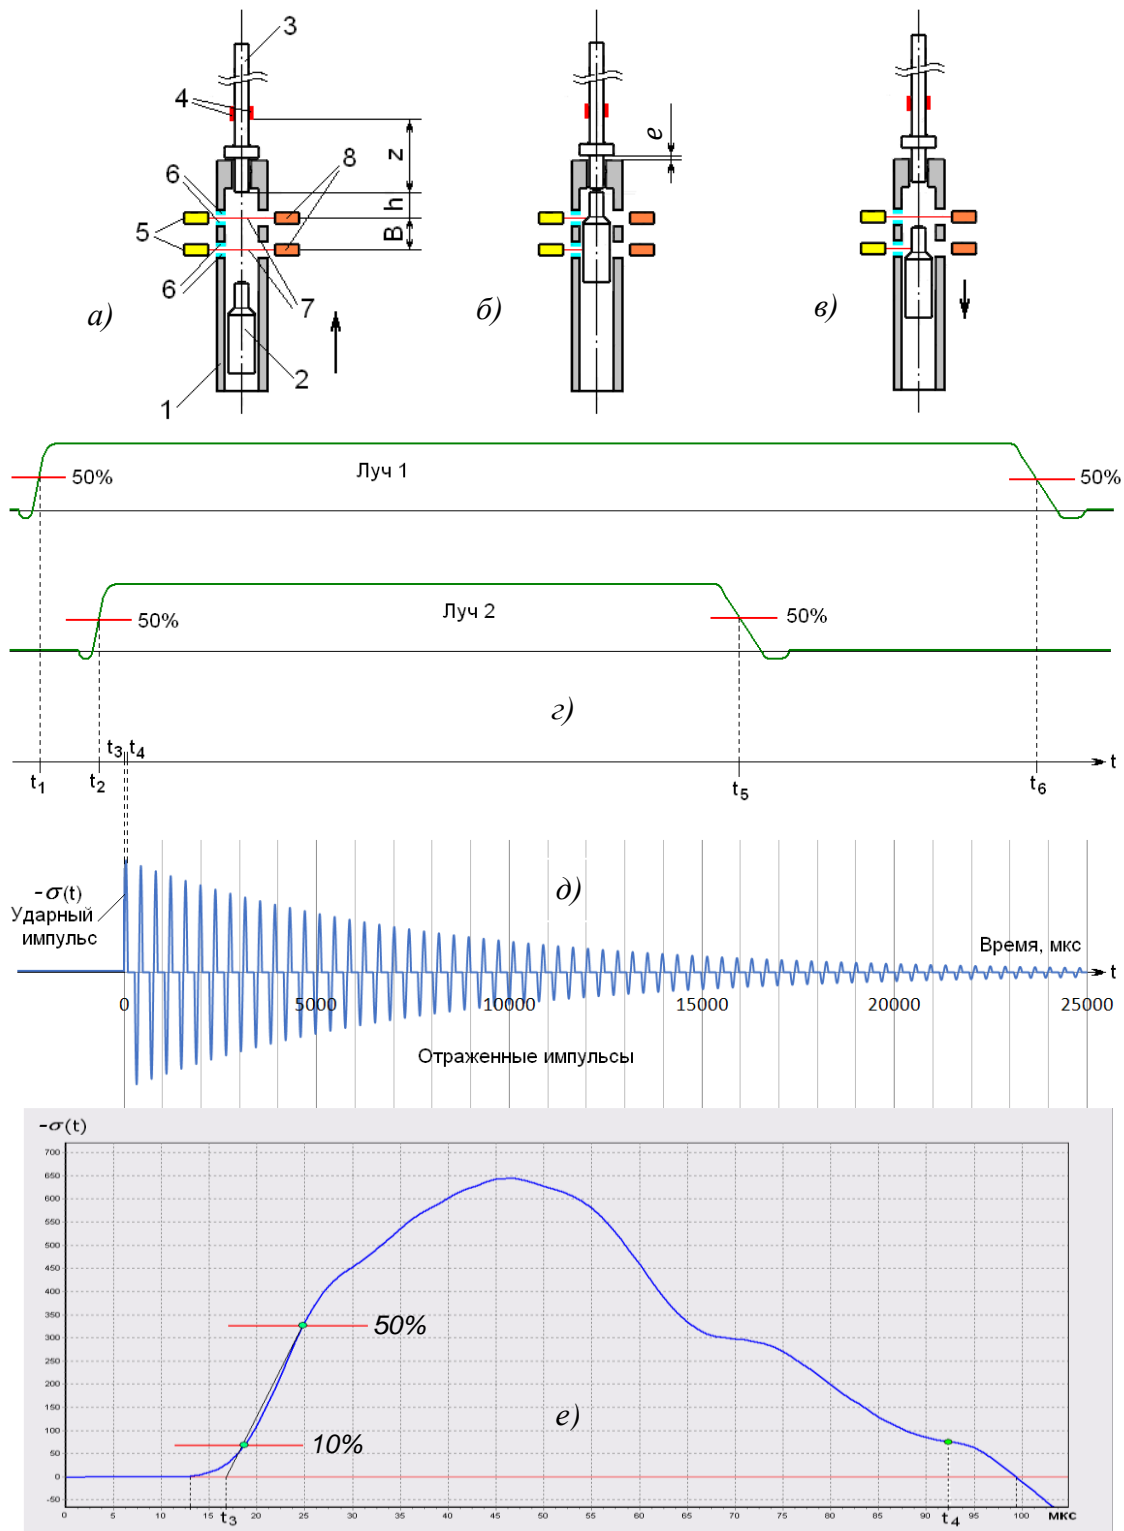 3
4
z
8
h
B
6
5
6
7
2
1
а)
e
б)
в)
50%
Луч 1
50%
50%
Луч 2
50%
г)
t3 t4
t
t1
t2
t5
t6
д)
-σ(t)
Ударный
импульс
Время, мкс
t
0
5000
10000
15000
20000
25000
Отраженные импульсы
-σ(t)
700
650
600
550
500
450
400
350
300
250
200
150
100
50
0
-50
50%
10%
е)
0 5 10 15 20 25 30 35 40 45 50 55 55 60 65 70 75 80 85 90 95 100 мкс
t3
t4